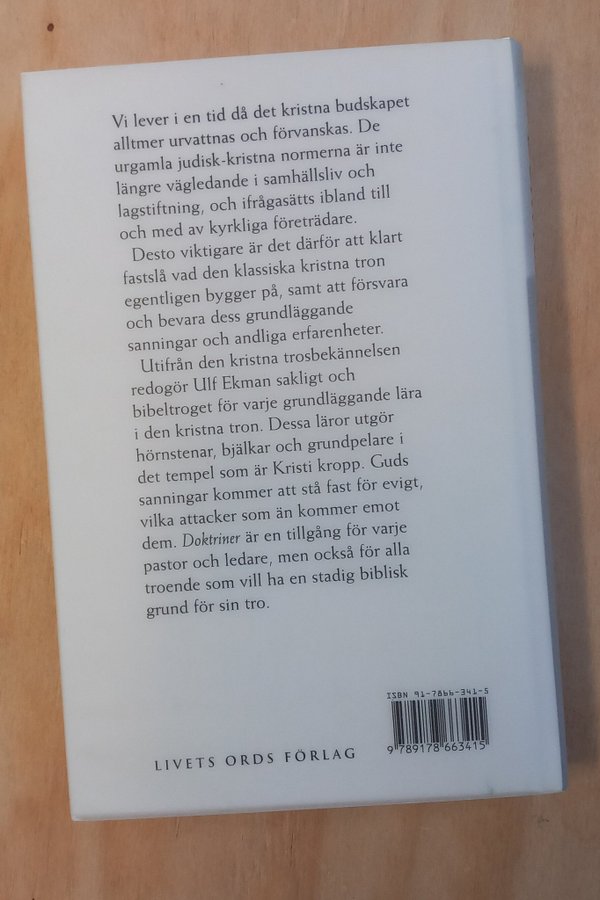 Vi lever i en tid då det kristna budskapet
alltmer urvattnas och förvanskas. De
urgamla judisk-kristna normerna är inte
längre vägledande i samhällsliv och
lagstiftning, och ifrågasätts ibland till
och med av kyrkliga företrädare.
Desto viktigare är det därför att klart
fastslå vad den klassiska kristna tron
egentligen bygger på, samt att försvara
och bevara dess grundläggande
sanningar och andliga erfarenheter.
Utifrån den kristna trosbekännelsen
redogör Ulf Ekman sakligt och
bibeltroget för varje grundläggande lära
i den kristna tron. Dessa läror utgör
hörnstenar, bjälkar och grundpelare i
det tempel som är Kristi kropp. Guds
sanningar kommer att stå fast för evigt,
vilka attacker som än kommer emot
dem. Doktriner är en tillgång för varje
pastor och ledare, men också för alla
troende som vill ha en stadig biblisk
grund för sin tro.
ISBN 91-7866-341-5
9 789178 663415
LIVETS ORDS FÖRLAG